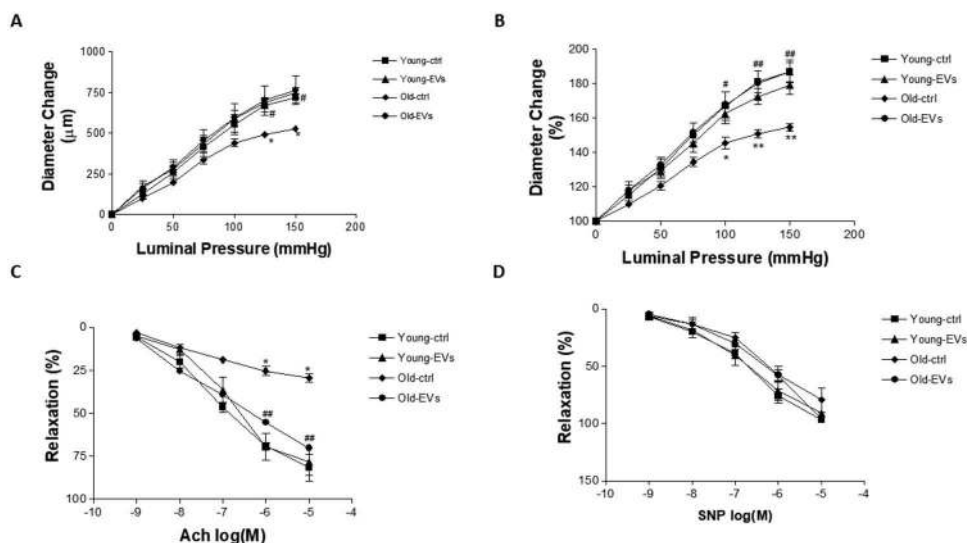 A
1000
750
500
250
0
0
50
100
150
200
Diameter Change
(μm)
Luminal Pressure (mmHg)
#
#
*
*
Young-ctrl
Young-EVs
Old-ctrl
Old-EVs
B
200
180
160
140
120
100
0
50
100
150
200
Diameter Change
(%)
Luminal Pressure (mmHg)
#
##
##
*
**
**
Young-ctrl
Young-EVs
Old-ctrl
Old-EVs
C
0
25
50
75
100
-10
-9
-8
-7
-6
-5
-4
Relaxation (%)
Ach log(M)
*
*
##
##
Young-ctrl
Young-EVs
Old-ctrl
Old-EVs
D
0
50
100
150
-10
-9
-8
-7
-6
-5
-4
Relaxation (%)
SNP log(M)
Young-ctrl
Young-EVs
Old-ctrl
Old-EVs